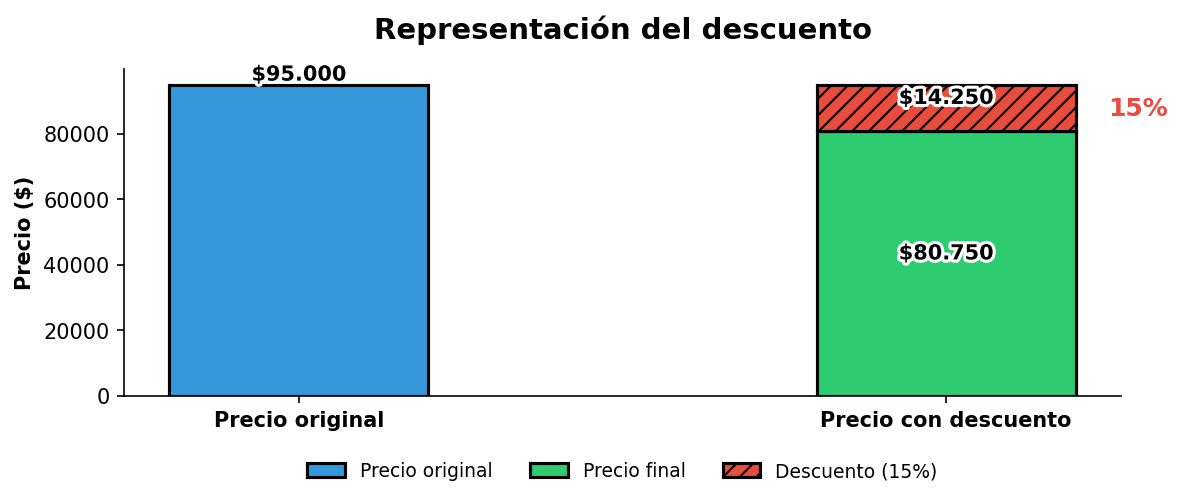 Representación del descuento
Precio ($)
80000
60000
40000
20000
0
$95.000
$14.250
15%
$80.750
Precio original
Precio con descuento
Precio original
Precio final
Descuento (15%)